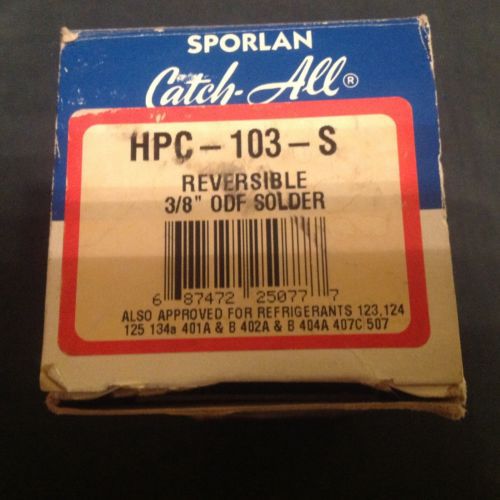 SPORLAN
Catch-All®
HPC-103-S
REVERSIBLE
3/8" ODF SOLDER
6 87472 25077 7
ALSO APPROVED FOR REFRIGERANTS 123,124
125 134a 401A & B 402A & B 404A 407C 507